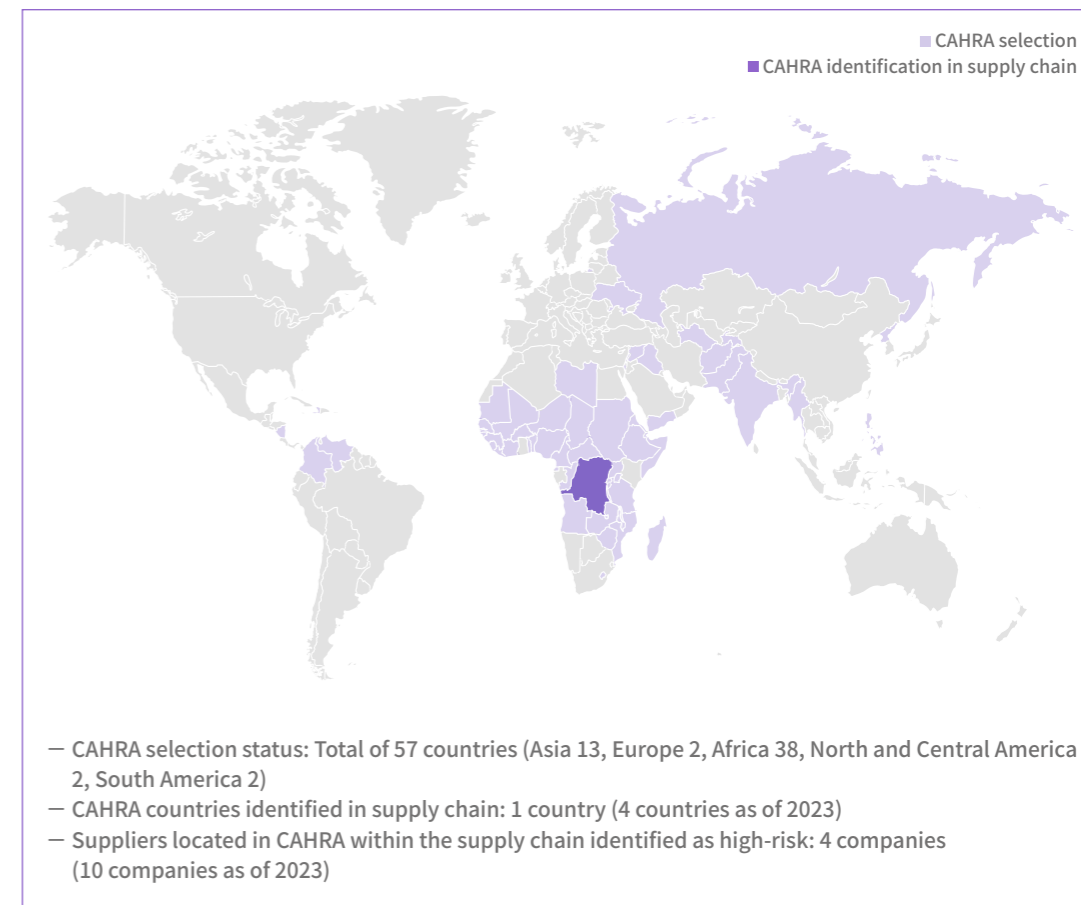 CAHRA selection
CAHRA identification in supply chain
— CAHRA selection status: Total of 57 countries (Asia 13, Europe 2, Africa 38, North and Central America
2, South America 2)
— CAHRA countries identified in supply chain: 1 country (4 countries as of 2023)
— Suppliers located in CAHRA within the supply chain identified as high-risk: 4 companies
(10 companies as of 2023)